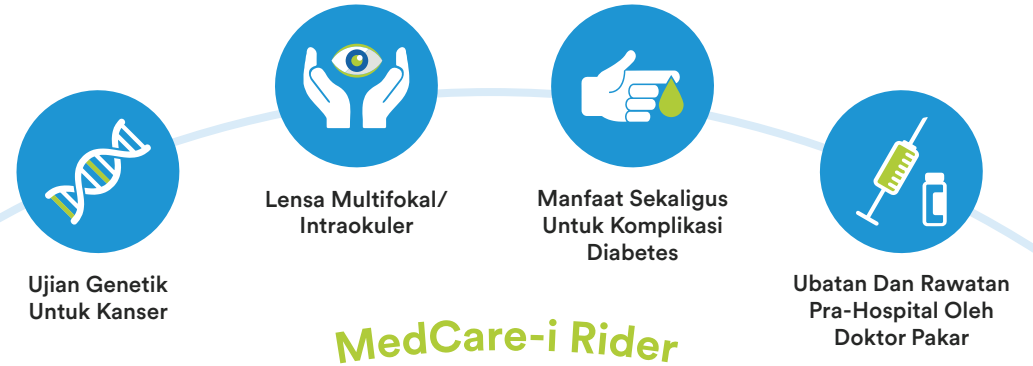 Ujian Genetik
Untuk Kanser
Lensa Multifokal/
Intraokuler
Manfaat Sekaligus
Untuk Komplikasi
Diabetes
Ubatan Dan Rawatan
Pra-Hospital Oleh
Doktor Pakar
MedCare-i Rider